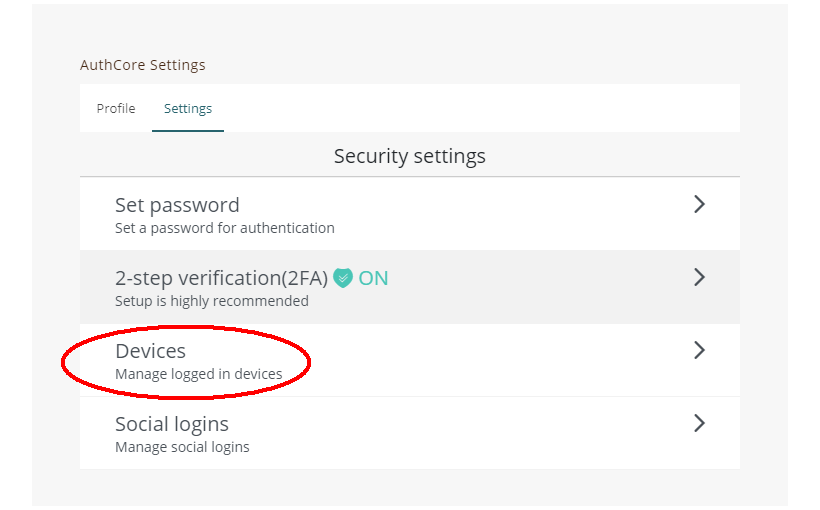 AuthCore Settings
Profile Settings
Security settings
Set password
Set a password for authentication
2-step verification(2FA) ON
Setup is highly recommended
Devices
Manage logged in devices
Social logins
Manage social logins